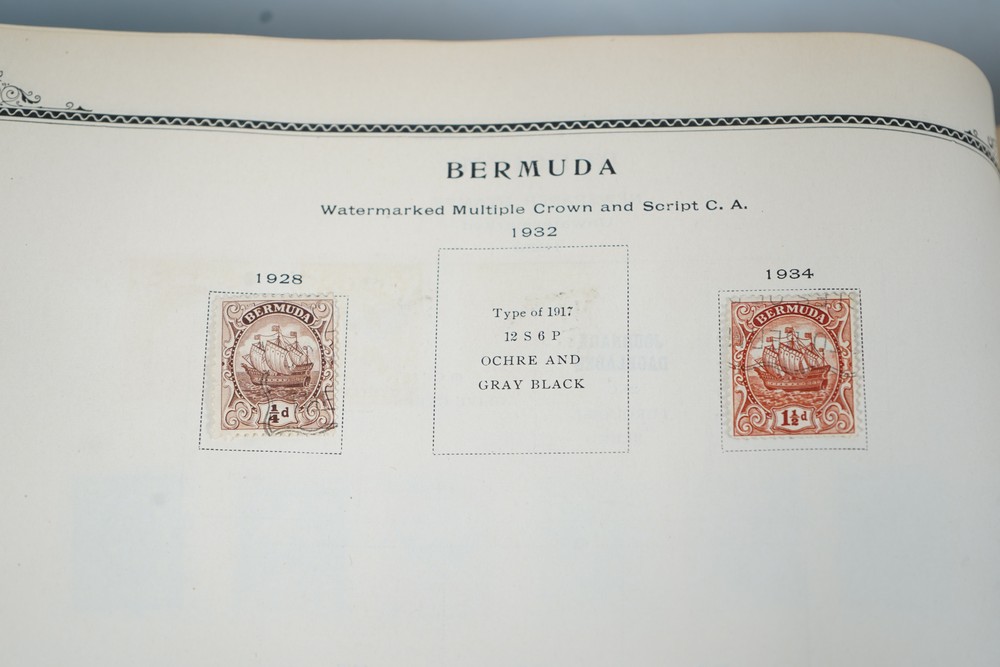 BERMUDA
Watermarked Multiple Crown and Script C. A.
1932
1928
1934
Type of 1917
12 S 6 P
OCHRE AND
GRAY BLACK
BERMUDA
¼d
BERMUDA
1½d